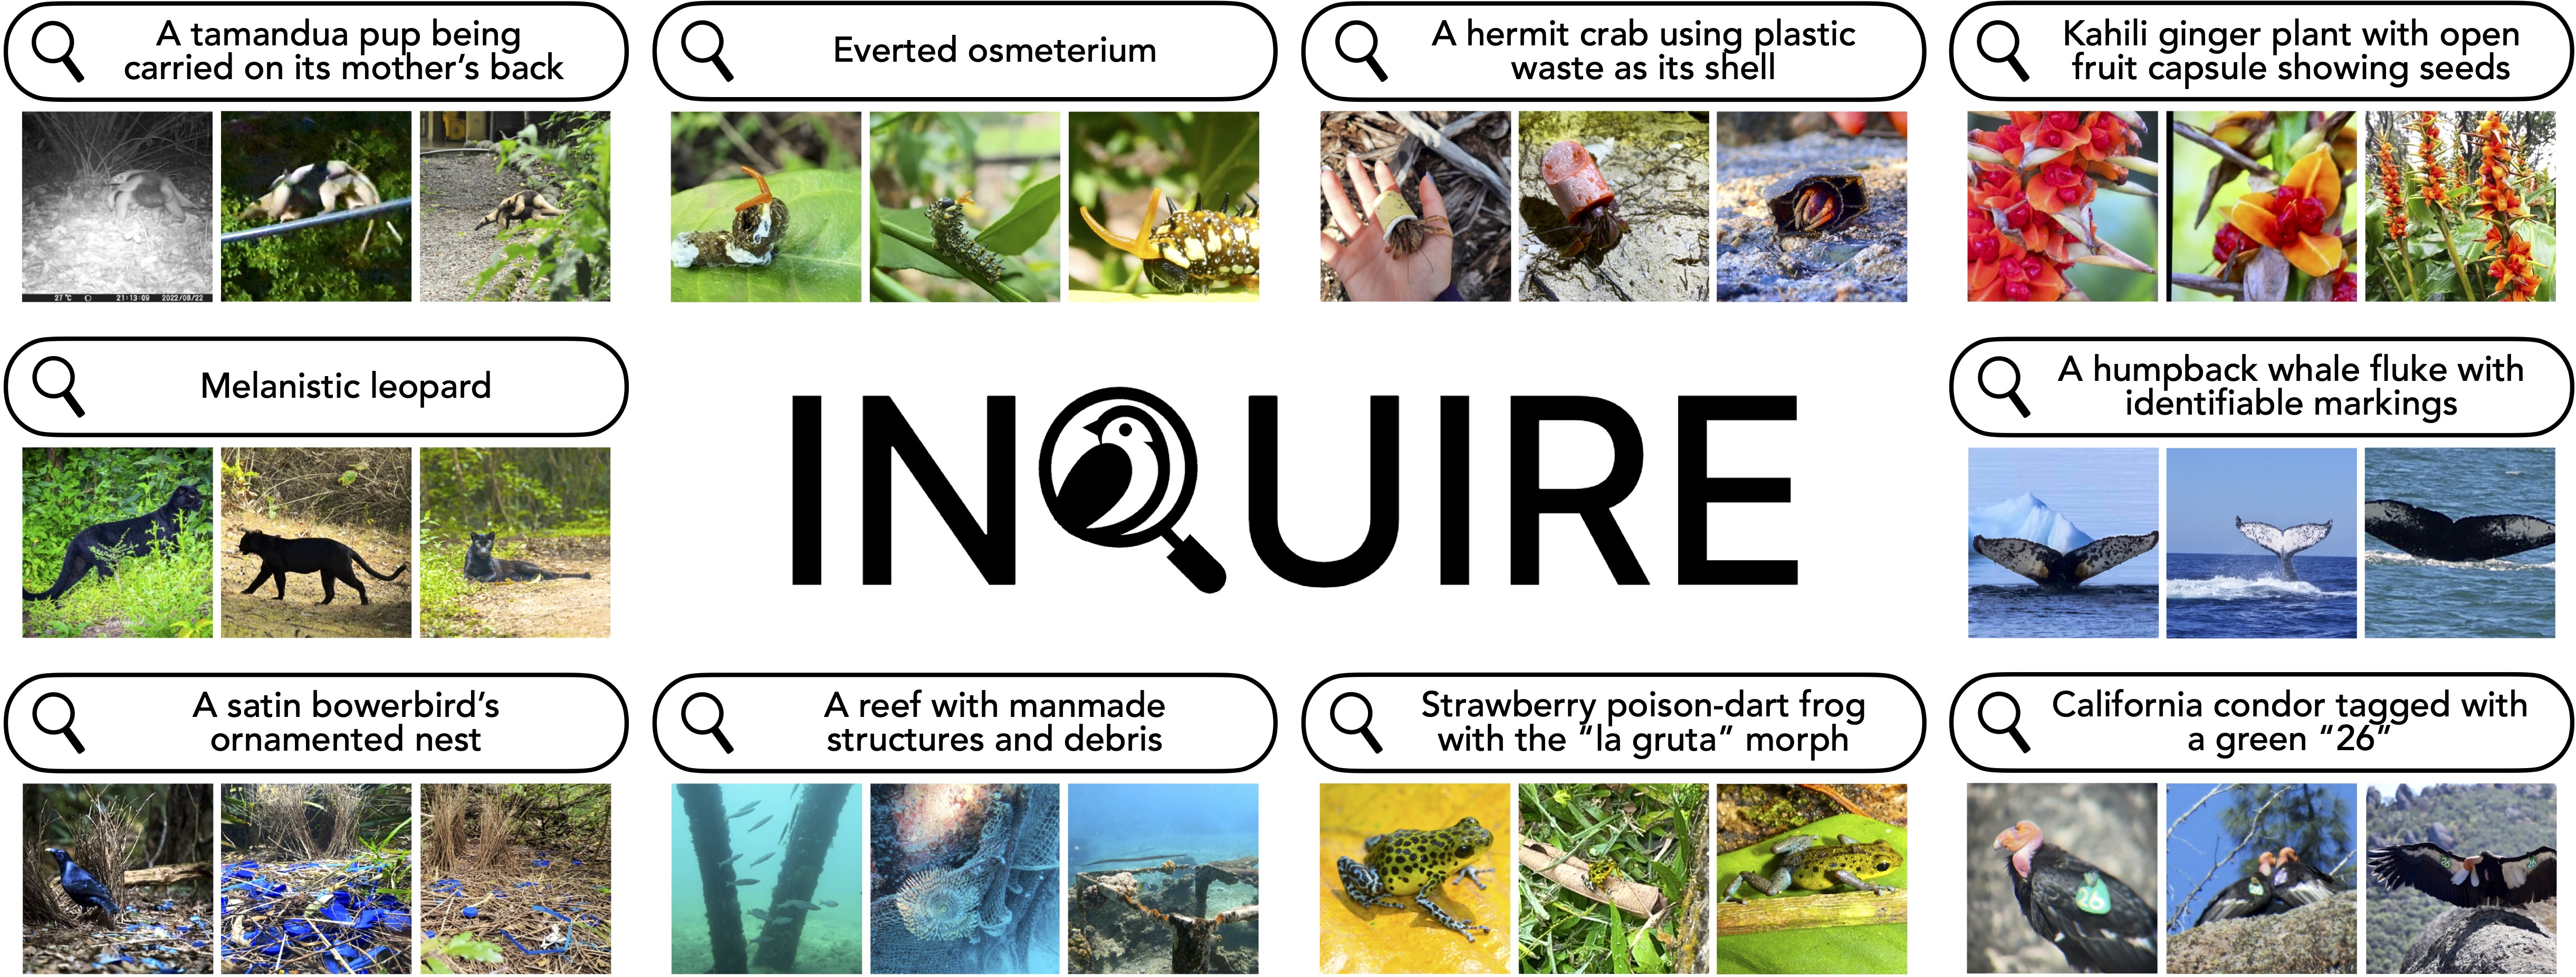 A tamandua pup being
carried on its mother's back
Everted osmeterium
A hermit crab using plastic
waste as its shell
Kahili ginger plant with open
fruit capsule showing seeds
27°C 21:13:09 2022/08/22
Melanistic leopard
INQUIRE
A humpback whale fluke with
identifiable markings
A satin bowerbird's
ornamented nest
A reef with manmade
structures and debris
Strawberry poison-dart frog
with the "la gruta" morph
California condor tagged with
a green "26"
26
26
26